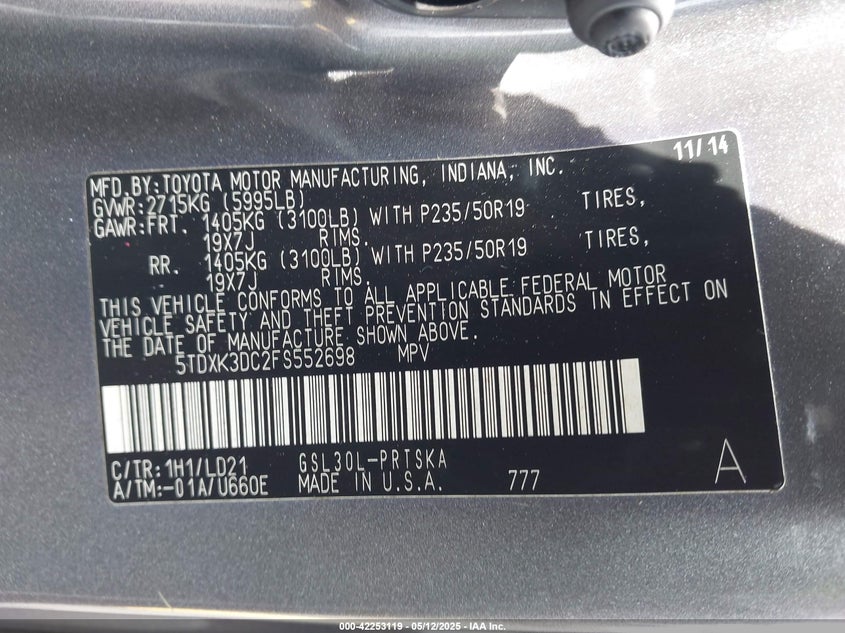 11/14
MFD.BY:TOYOTA MOTOR MANUFACTURING, INDIANA, INC.
GVWR:2715KG (5995LB)
GAWR:FRT. 1405KG (3100LB) WITH P235/50R19 TIRES,
19X7J RIMS.
RR. 1405KG (3100LB) WITH P235/50R19 TIRES,
19X7J RIMS.
THIS VEHICLE CONFORMS TO ALL APPLICABLE FEDERAL MOTOR
VEHICLE SAFETY AND THEFT PREVENTION STANDARDS IN EFFECT ON
THE DATE OF MANUFACTURE SHOWN ABOVE.
5TDXK3DC2FS552698 MPV
C/TR:1H1/LD21 GSL30L-PRTSKA
A/TM:-01A/U660E MADE IN U.S.A. 777 A
000-42253119 - 05/12/2025 - IAA Inc.